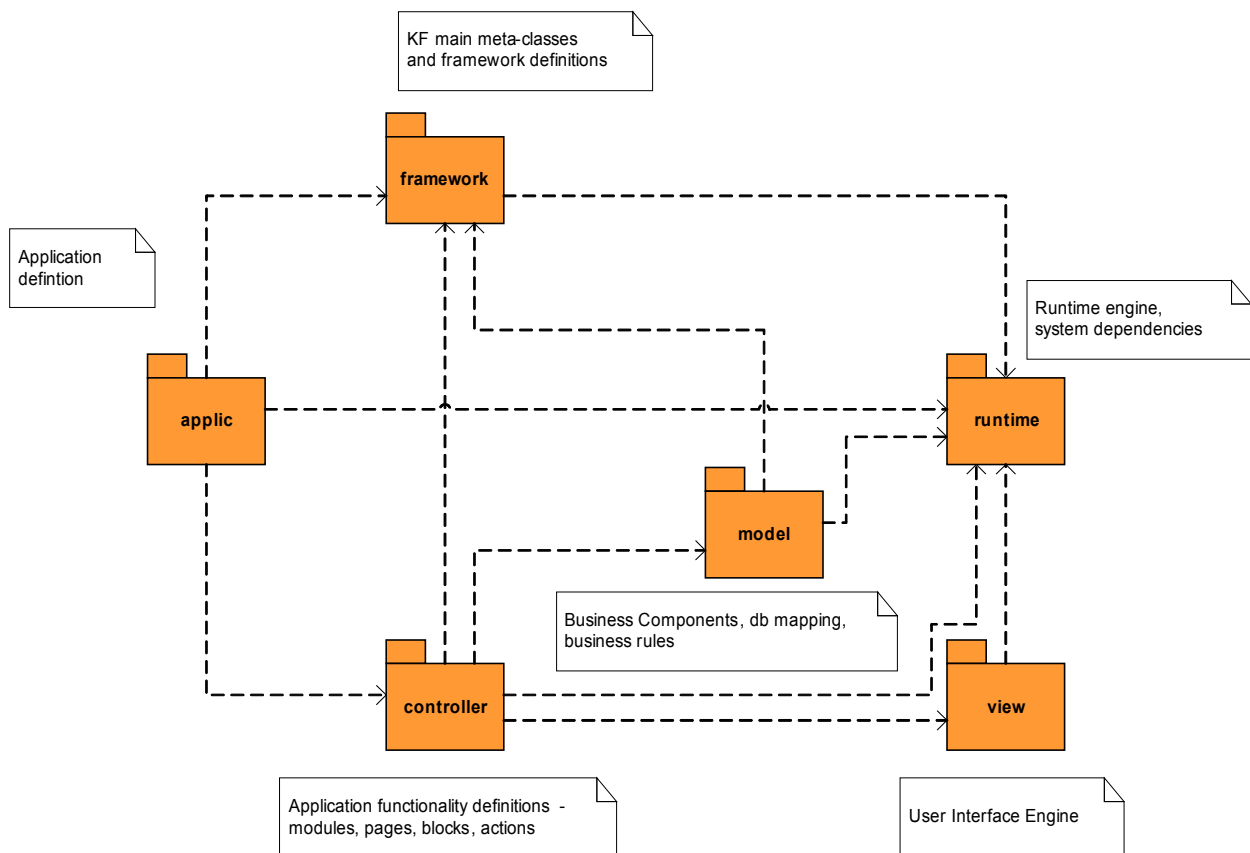 KF main meta-classes
and framework definitions
framework
Application
defintion
Runtime engine,
system dependencies
applic
runtime
model
Business Components, db mapping,
business rules
controller
view
Application functionality definitions -
modules, pages, blocks, actions
User Interface Engine